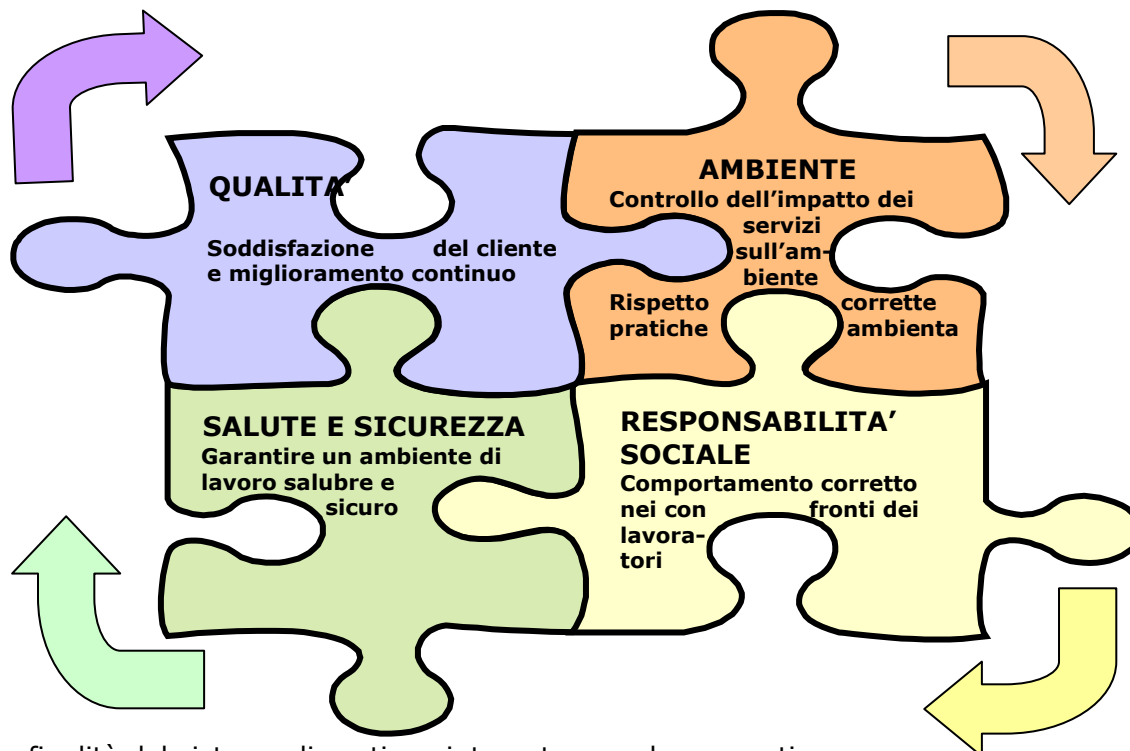 QUALITA’
Soddisfazione del cliente
e miglioramento continuo
AMBIENTE
Controllo dell’impatto dei
servizi
sull’am-
biente
Rispetto corrette
pratiche ambienta
SALUTE E SICUREZZA
Garantire un ambiente di
lavoro salubre e
sicuro
RESPONSABILITA’
SOCIALE
Comportamento corretto
nei con fronti dei
lavora-
tori